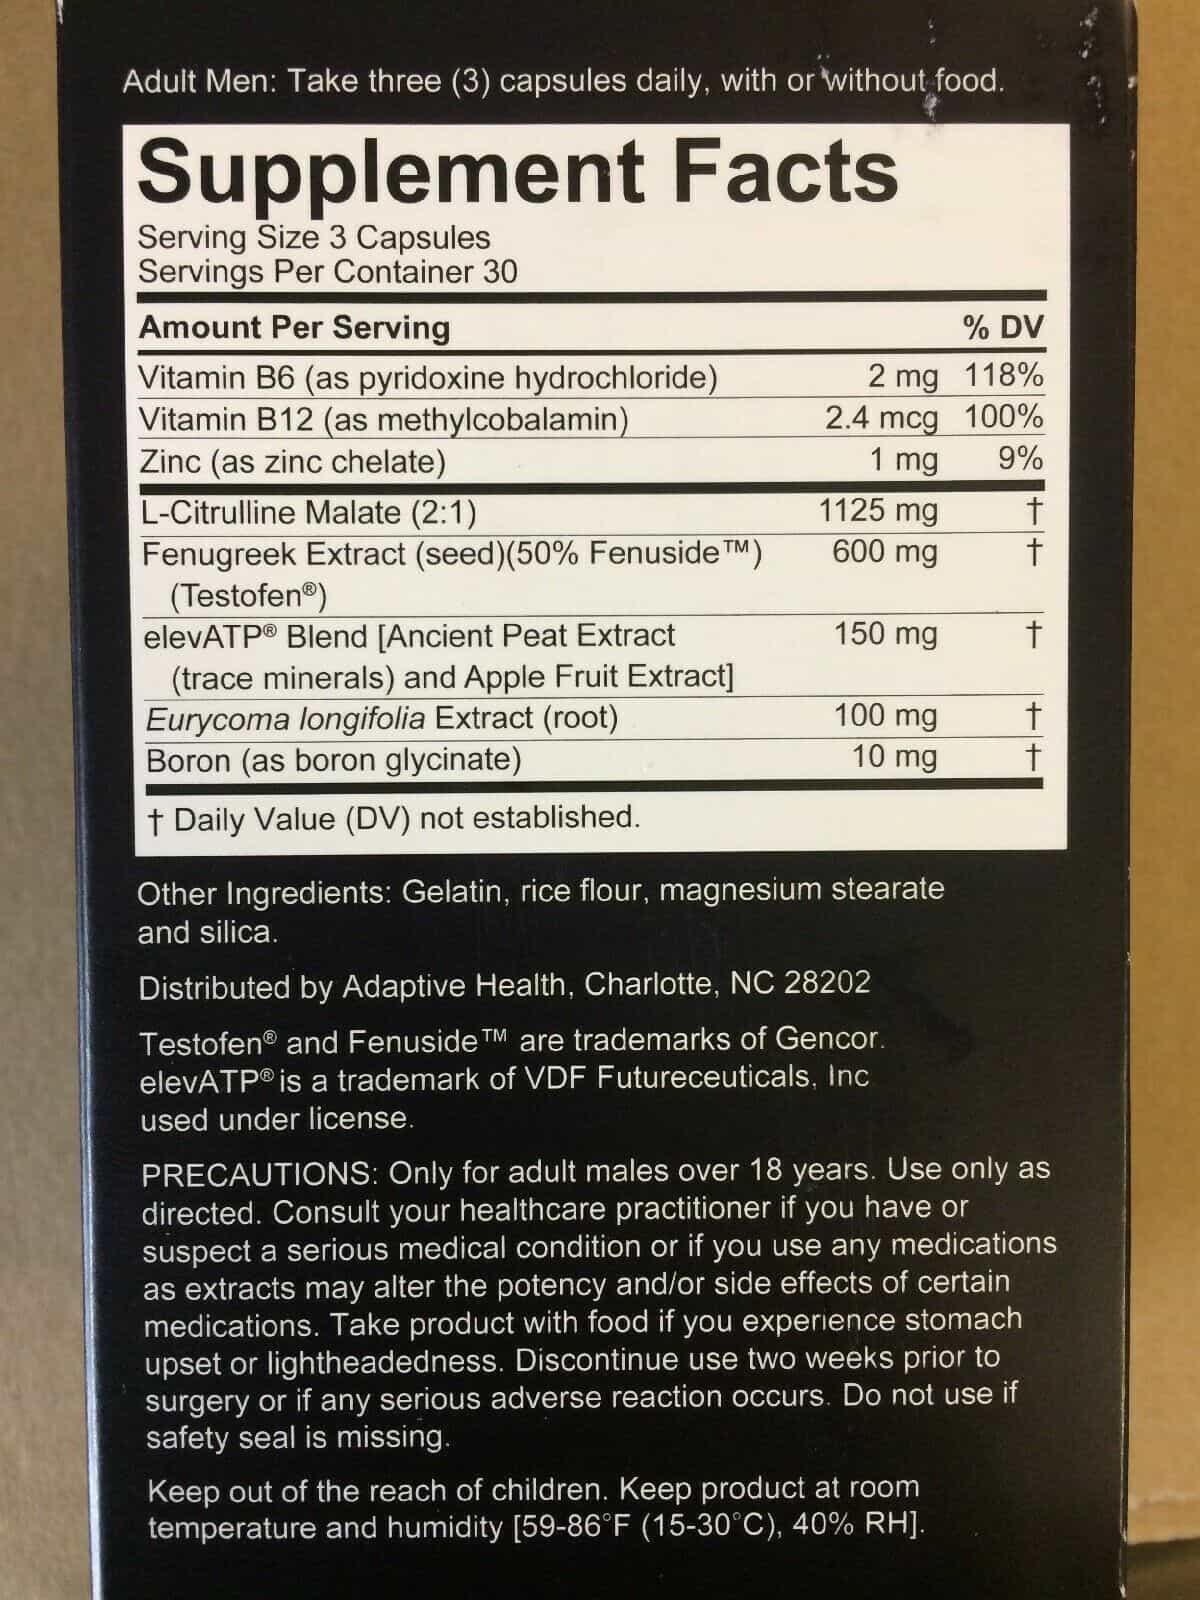 Adult Men: Take three (3) capsules daily, with or without food.
Supplement Facts
Serving Size 3 Capsules
Servings Per Container 30
Amount Per Serving % DV
Vitamin B6 (as pyridoxine hydrochloride) 2 mg 118%
Vitamin B12 (as methylcobalamin) 2.4 mcg 100%
Zinc (as zinc chelate) 1 mg 9%
L-Citrulline Malate (2:1) 1125 mg †
Fenugreek Extract (seed)(50% Fenuside™) 600 mg †
(Testofen®)
elevATP® Blend [Ancient Peat Extract 150 mg †
(trace minerals) and Apple Fruit Extract]
Eurycoma longifolia Extract (root) 100 mg †
Boron (as boron glycinate) 10 mg †
† Daily Value (DV) not established.
Other Ingredients: Gelatin, rice flour, magnesium stearate
and silica.
Distributed by Adaptive Health, Charlotte, NC 28202
Testofen® and Fenuside™ are trademarks of Gencor.
elevATP® is a trademark of VDF Futureceuticals, Inc
used under license.
PRECAUTIONS: Only for adult males over 18 years. Use only as
directed. Consult your healthcare practitioner if you have or
suspect a serious medical condition or if you use any medications
as extracts may alter the potency and/or side effects of certain
medications. Take product with food if you experience stomach
upset or lightheadedness. Discontinue use two weeks prior to
surgery or if any serious adverse reaction occurs. Do not use if
safety seal is missing.
Keep out of the reach of children. Keep product at room
temperature and humidity [59-86°F (15-30°C), 40% RH].